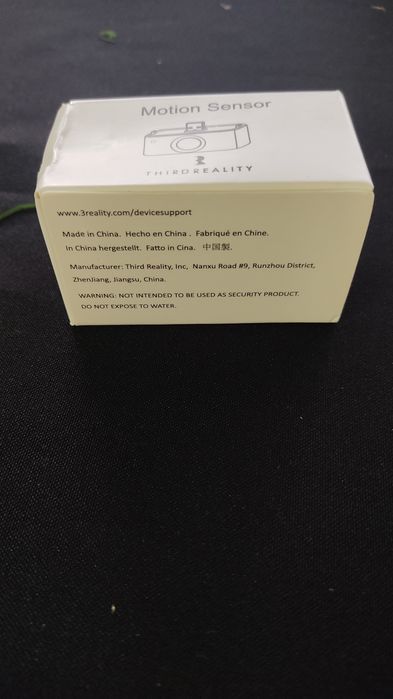 Motion Sensor
THIRDREALITY
www.3reality.com/devicesupport
Made in China. Hecho en China . Fabriqué en Chine.
In China hergestellt. Fatto in Cina. 中国製.
Manufacturer: Third Reality, Inc, Nanxu Road #9, Runzhou District,
ZhenJiang, Jiangsu, China.
WARNING: NOT INTENDED TO BE USED AS SECURITY PRODUCT.
DO NOT EXPOSE TO WATER.